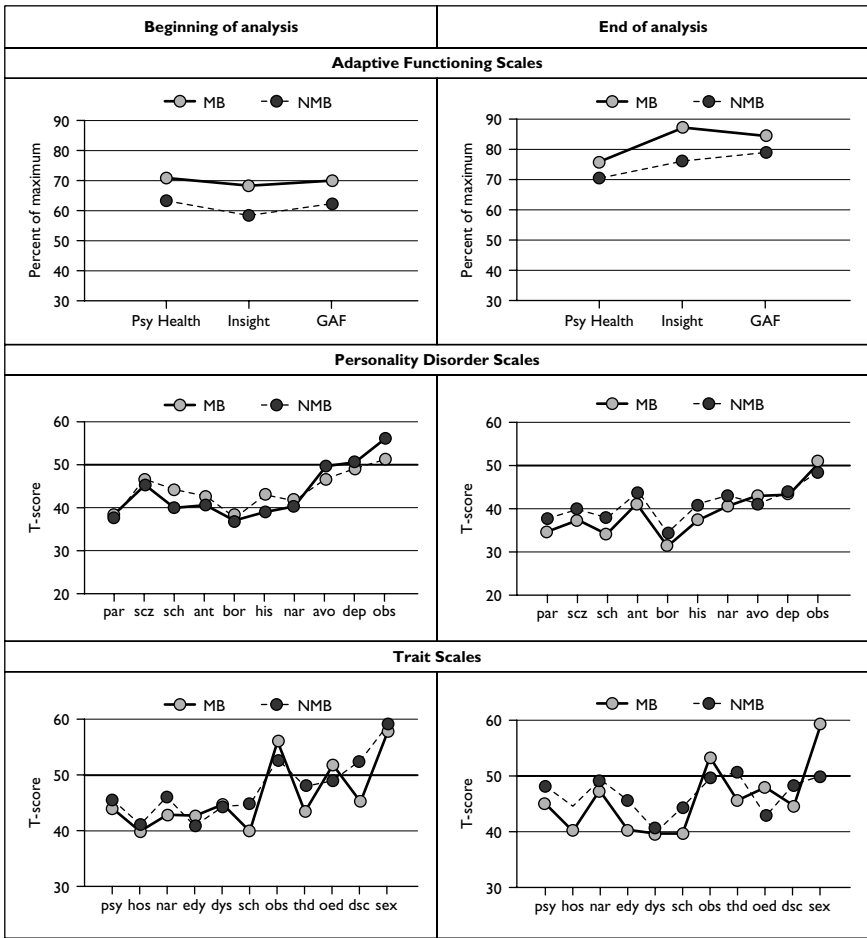 Beginning of analysis
End of analysis
Adaptive Functioning Scales
MB NMB
Percent of maximum
90
80
70
60
50
40
30
Psy Health Insight GAF
MB NMB
Percent of maximum
90
80
70
60
50
40
30
Psy Health Insight GAF
Personality Disorder Scales
MB NMB
T-score
60
50
40
30
20
par scz sch ant bor his nar avo dep obs
MB NMB
T-score
60
50
40
30
20
par scz sch ant bor his nar avo dep obs
Trait Scales
MB NMB
T-score
60
50
40
30
psy hos nar edy dys sch obs thd oed dsc sex
MB NMB
T-score
60
50
40
30
psy hos nar edy dys sch obs thd oed dsc sex